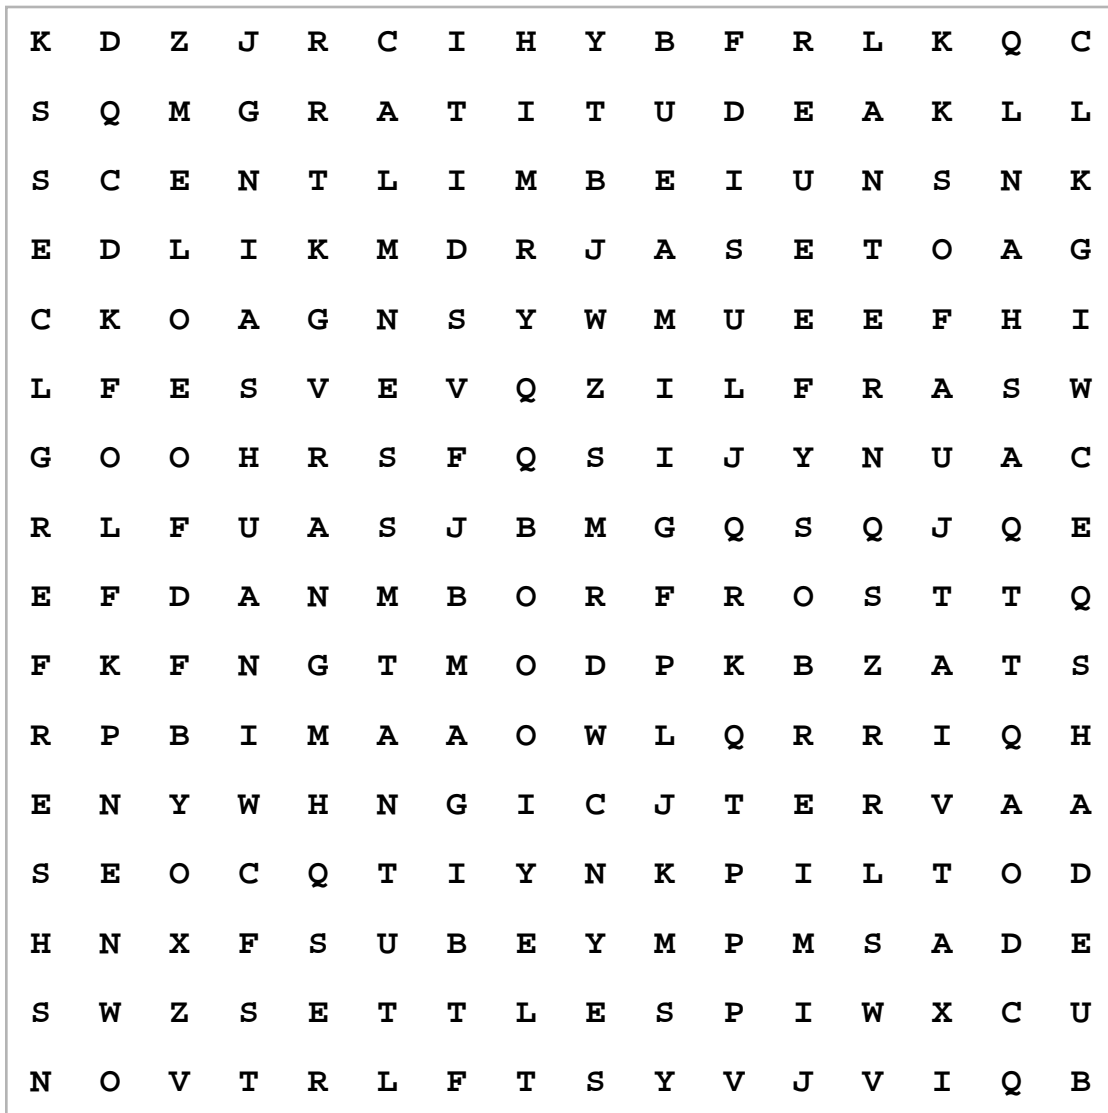 K D Z J R C I H Y B F R L K Q C
S Q M G R A T I T U D E A K L L
S C E N T L I M B E I U N S N K
E D L I K M D R J A S E T O A G
C K O A G N S Y W M U E E F H I
L F E S V E V Q Z I L F R A S W
G O O H R S F Q S I J Y N U A C
R L F U A S J B M G Q S Q J Q E
E F D A N M B O R F R O S T T Q
F K F N G T M O D P K B Z A T S
R P B I M A A O W L Q R R I Q H
E N Y W H N G I C J T E R V A A
S E O C Q T I Y N K P I L T O D
H N X F S U B E Y M P M S A D E
S W Z S E T T L E S P I W X C U
N O V T R L F T S Y V J V I Q B